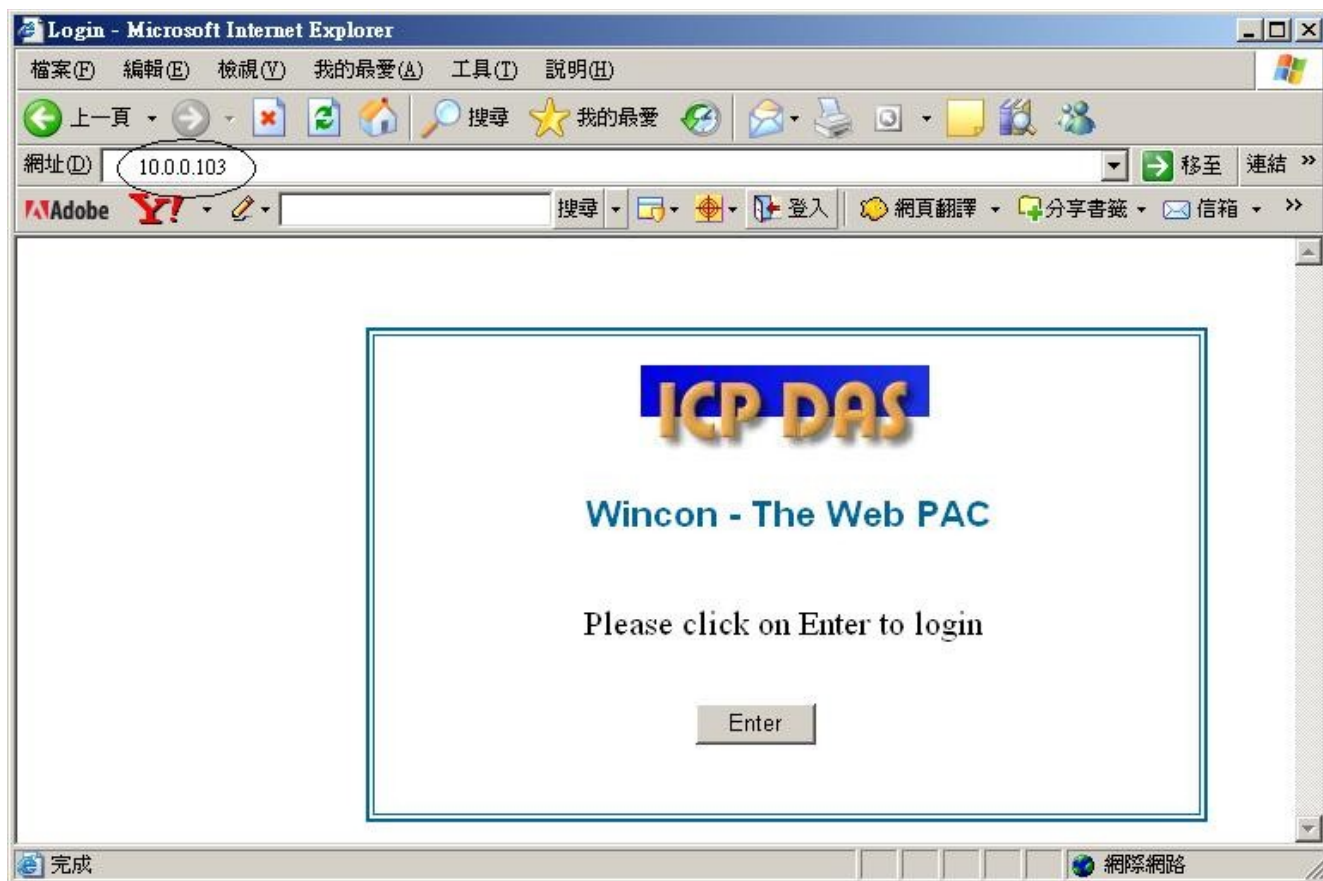 Login - Microsoft Internet Explorer
檔案(F) 編輯(E) 檢視(V) 我的最愛(A) 工具(T) 說明(H)
上一頁 搜尋 我的最愛
網址(D) 10.0.0.103 移至 連結 »
Adobe Y! 搜尋 登入 網頁翻譯 分享書籤 信箱 »
ICP DAS
Wincon - The Web PAC
Please click on Enter to login
Enter
完成 網際網路